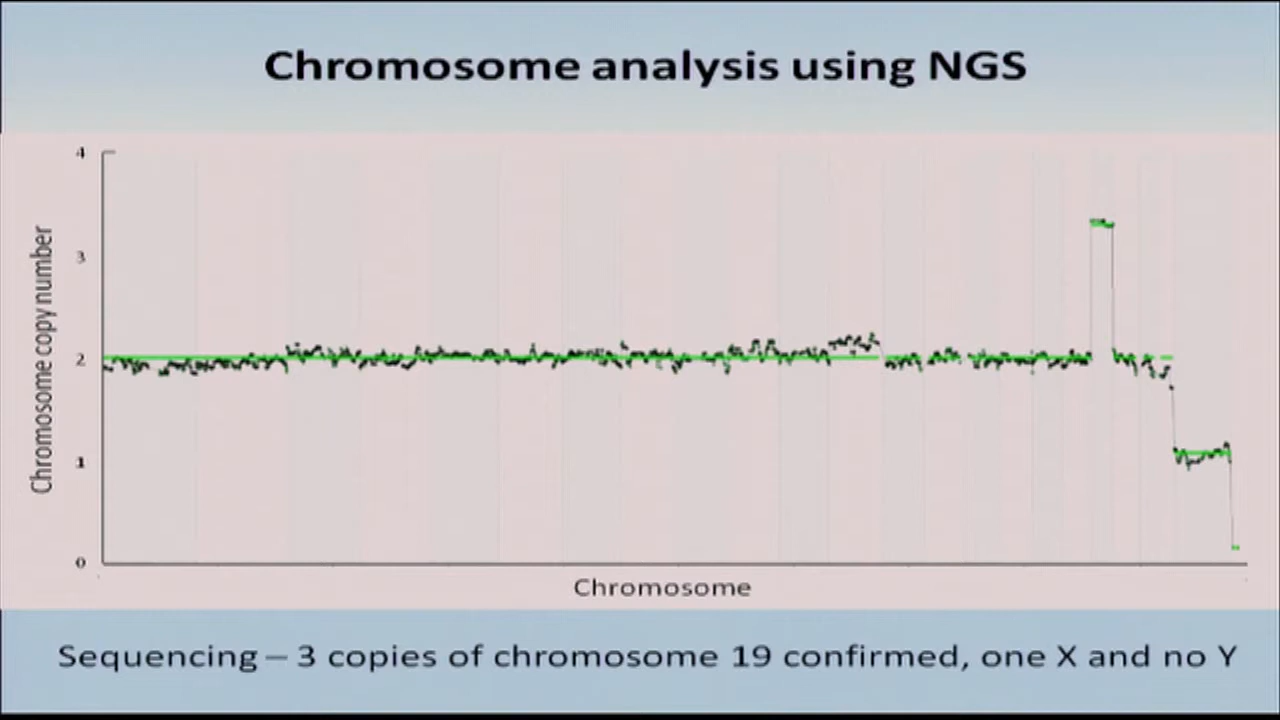 Chromosome analysis using NGS
4
3
2
1
0
Chromosome copy number
Chromosome
Sequencing – 3 copies of chromosome 19 confirmed, one X and no Y